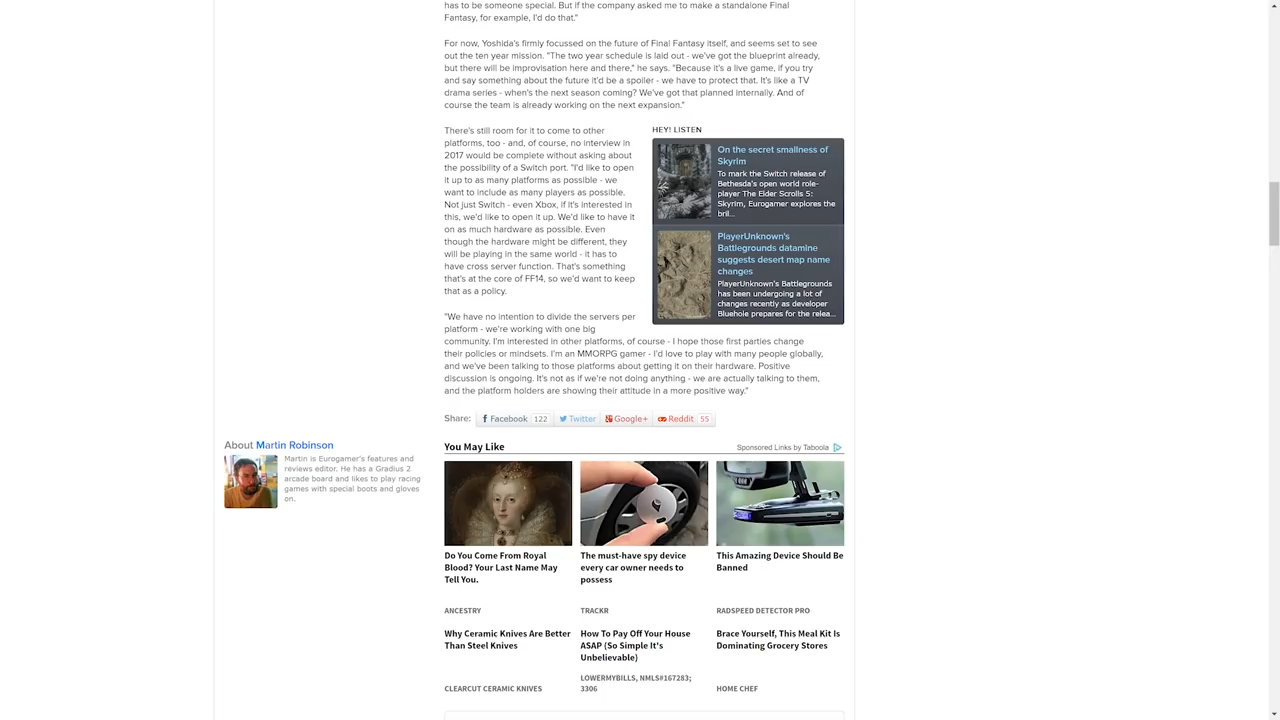 has to be someone special. But if the company asked me to make a standalone Final
Fantasy, for example, I'd do that."
For now, Yoshida's firmly focussed on the future of Final Fantasy itself, and seems set to see
out the ten year mission. "The two year schedule is laid out - we've got the blueprint already,
but there will be improvisation here and there," he says. "Because it's a live game, if you try
and say something about the future it'd be a spoiler - we have to protect that. It's like a TV
drama series - when's the next season coming? We've got that planned internally. And of
course the team is already working on the next expansion."
There's still room for it to come to other
platforms, too - and, of course, no interview in
2017 would be complete without asking about
the possibility of a Switch port. "I'd like to open
it up to as many platforms as possible - we
want to include as many players as possible.
Not just Switch - even Xbox, if it's interested in
this, we'd like to open it up. We'd like to have it
on as much hardware as possible. Even
though the hardware might be different, they
will be playing in the same world - it has to
have cross server function. That's something
that's at the core of FF14, so we'd want to keep
that as a policy.
HEY! LISTEN
On the secret smallness of
Skyrim
To mark the Switch release of
Bethesda's open world role-
player The Elder Scrolls 5:
Skyrim, Eurogamer explores the
bril...
PlayerUnknown's
Battlegrounds datamine
suggests desert map name
changes
PlayerUnknown's Battlegrounds
has been undergoing a lot of
changes recently as developer
Bluehole prepares for the relea...
"We have no intention to divide the servers per
platform - we're working with one big
community. I'm interested in other platforms, of course - I hope those first parties change
their policies or mindsets. I'm an MMORPG gamer - I'd love to play with many people globally,
and we've been talking to those platforms about getting it on their hardware. Positive
discussion is ongoing. It's not as if we're not doing anything - we are actually talking to them,
and the platform holders are showing their attitude in a more positive way."
Share: Facebook 122 Twitter Google+ Reddit 55
About Martin Robinson
Martin is Eurogamer's features and
reviews editor. He has a Gradius 2
arcade board and likes to play racing
games with special boots and gloves
on.
You May Like
Sponsored Links by Taboola
Do You Come From Royal
Blood? Your Last Name May
Tell You.
ANCESTRY
The must-have spy device
every car owner needs to
possess
TRACKR
This Amazing Device Should Be
Banned
RADSPEED DETECTOR PRO
Why Ceramic Knives Are Better
Than Steel Knives
CLEARCUT CERAMIC KNIVES
How To Pay Off Your House
ASAP (So Simple It's
Unbelievable)
LOWERMYBILLS, NMLS#167283;
3306
Brace Yourself, This Meal Kit Is
Dominating Grocery Stores
HOME CHEF